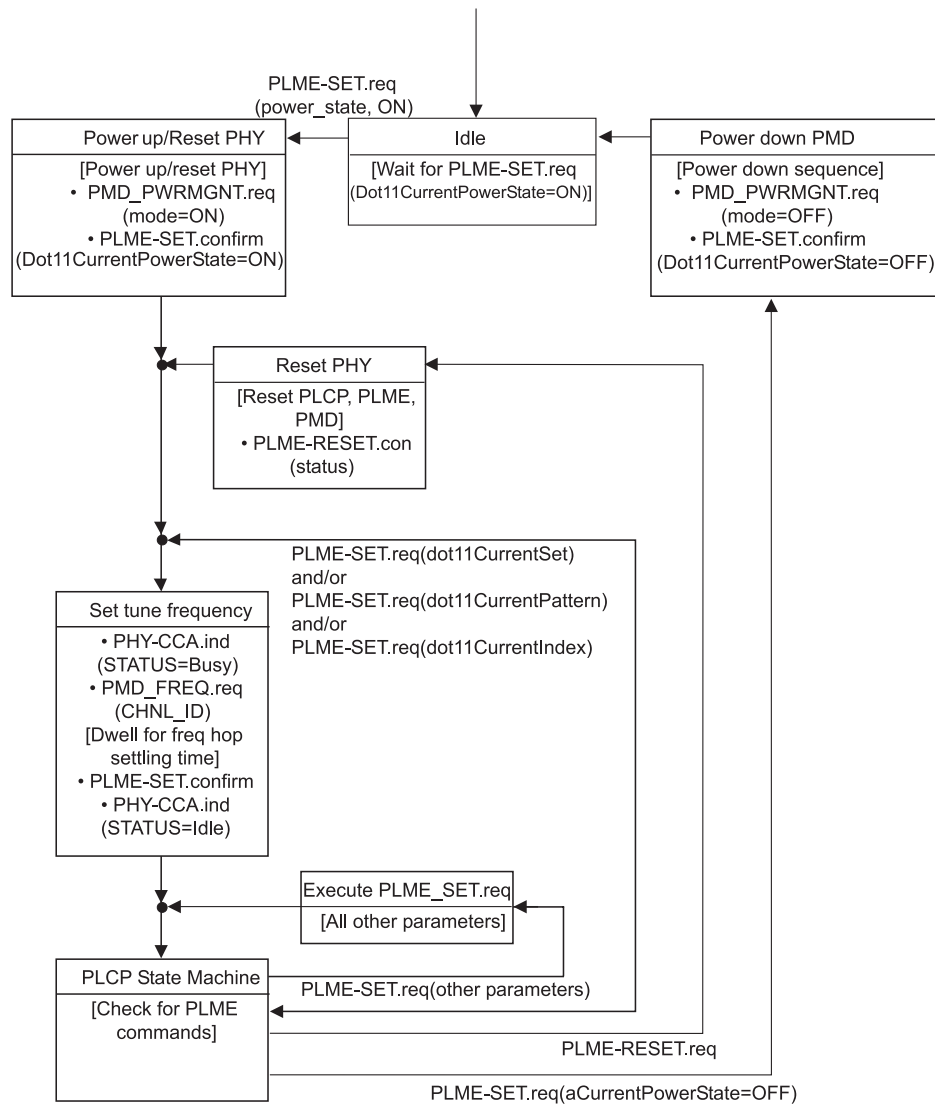 PLME-SET.req
(power_state, ON)
Power up/Reset PHY
[Power up/reset PHY]
• PMD_PWRMGNT.req
(mode=ON)
• PLME-SET.confirm
(Dot11CurrentPowerState=ON)
Idle
[Wait for PLME-SET.req
(Dot11CurrentPowerState=ON)]
Power down PMD
[Power down sequence]
• PMD_PWRMGNT.req
(mode=OFF)
• PLME-SET.confirm
(Dot11CurrentPowerState=OFF)
Reset PHY
[Reset PLCP, PLME,
PMD]
• PLME-RESET.con
(status)
PLME-SET.req(dot11CurrentSet)
and/or
PLME-SET.req(dot11CurrentPattern)
and/or
PLME-SET.req(dot11CurrentIndex)
Set tune frequency
• PHY-CCA.ind
(STATUS=Busy)
• PMD_FREQ.req
(CHNL_ID)
[Dwell for freq hop
settling time]
• PLME-SET.confirm
• PHY-CCA.ind
(STATUS=Idle)
Execute PLME_SET.req
[All other parameters]
PLCP State Machine
[Check for PLME
commands]
PLME-SET.req(other parameters)
PLME-RESET.req
PLME-SET.req(aCurrentPowerState=OFF)